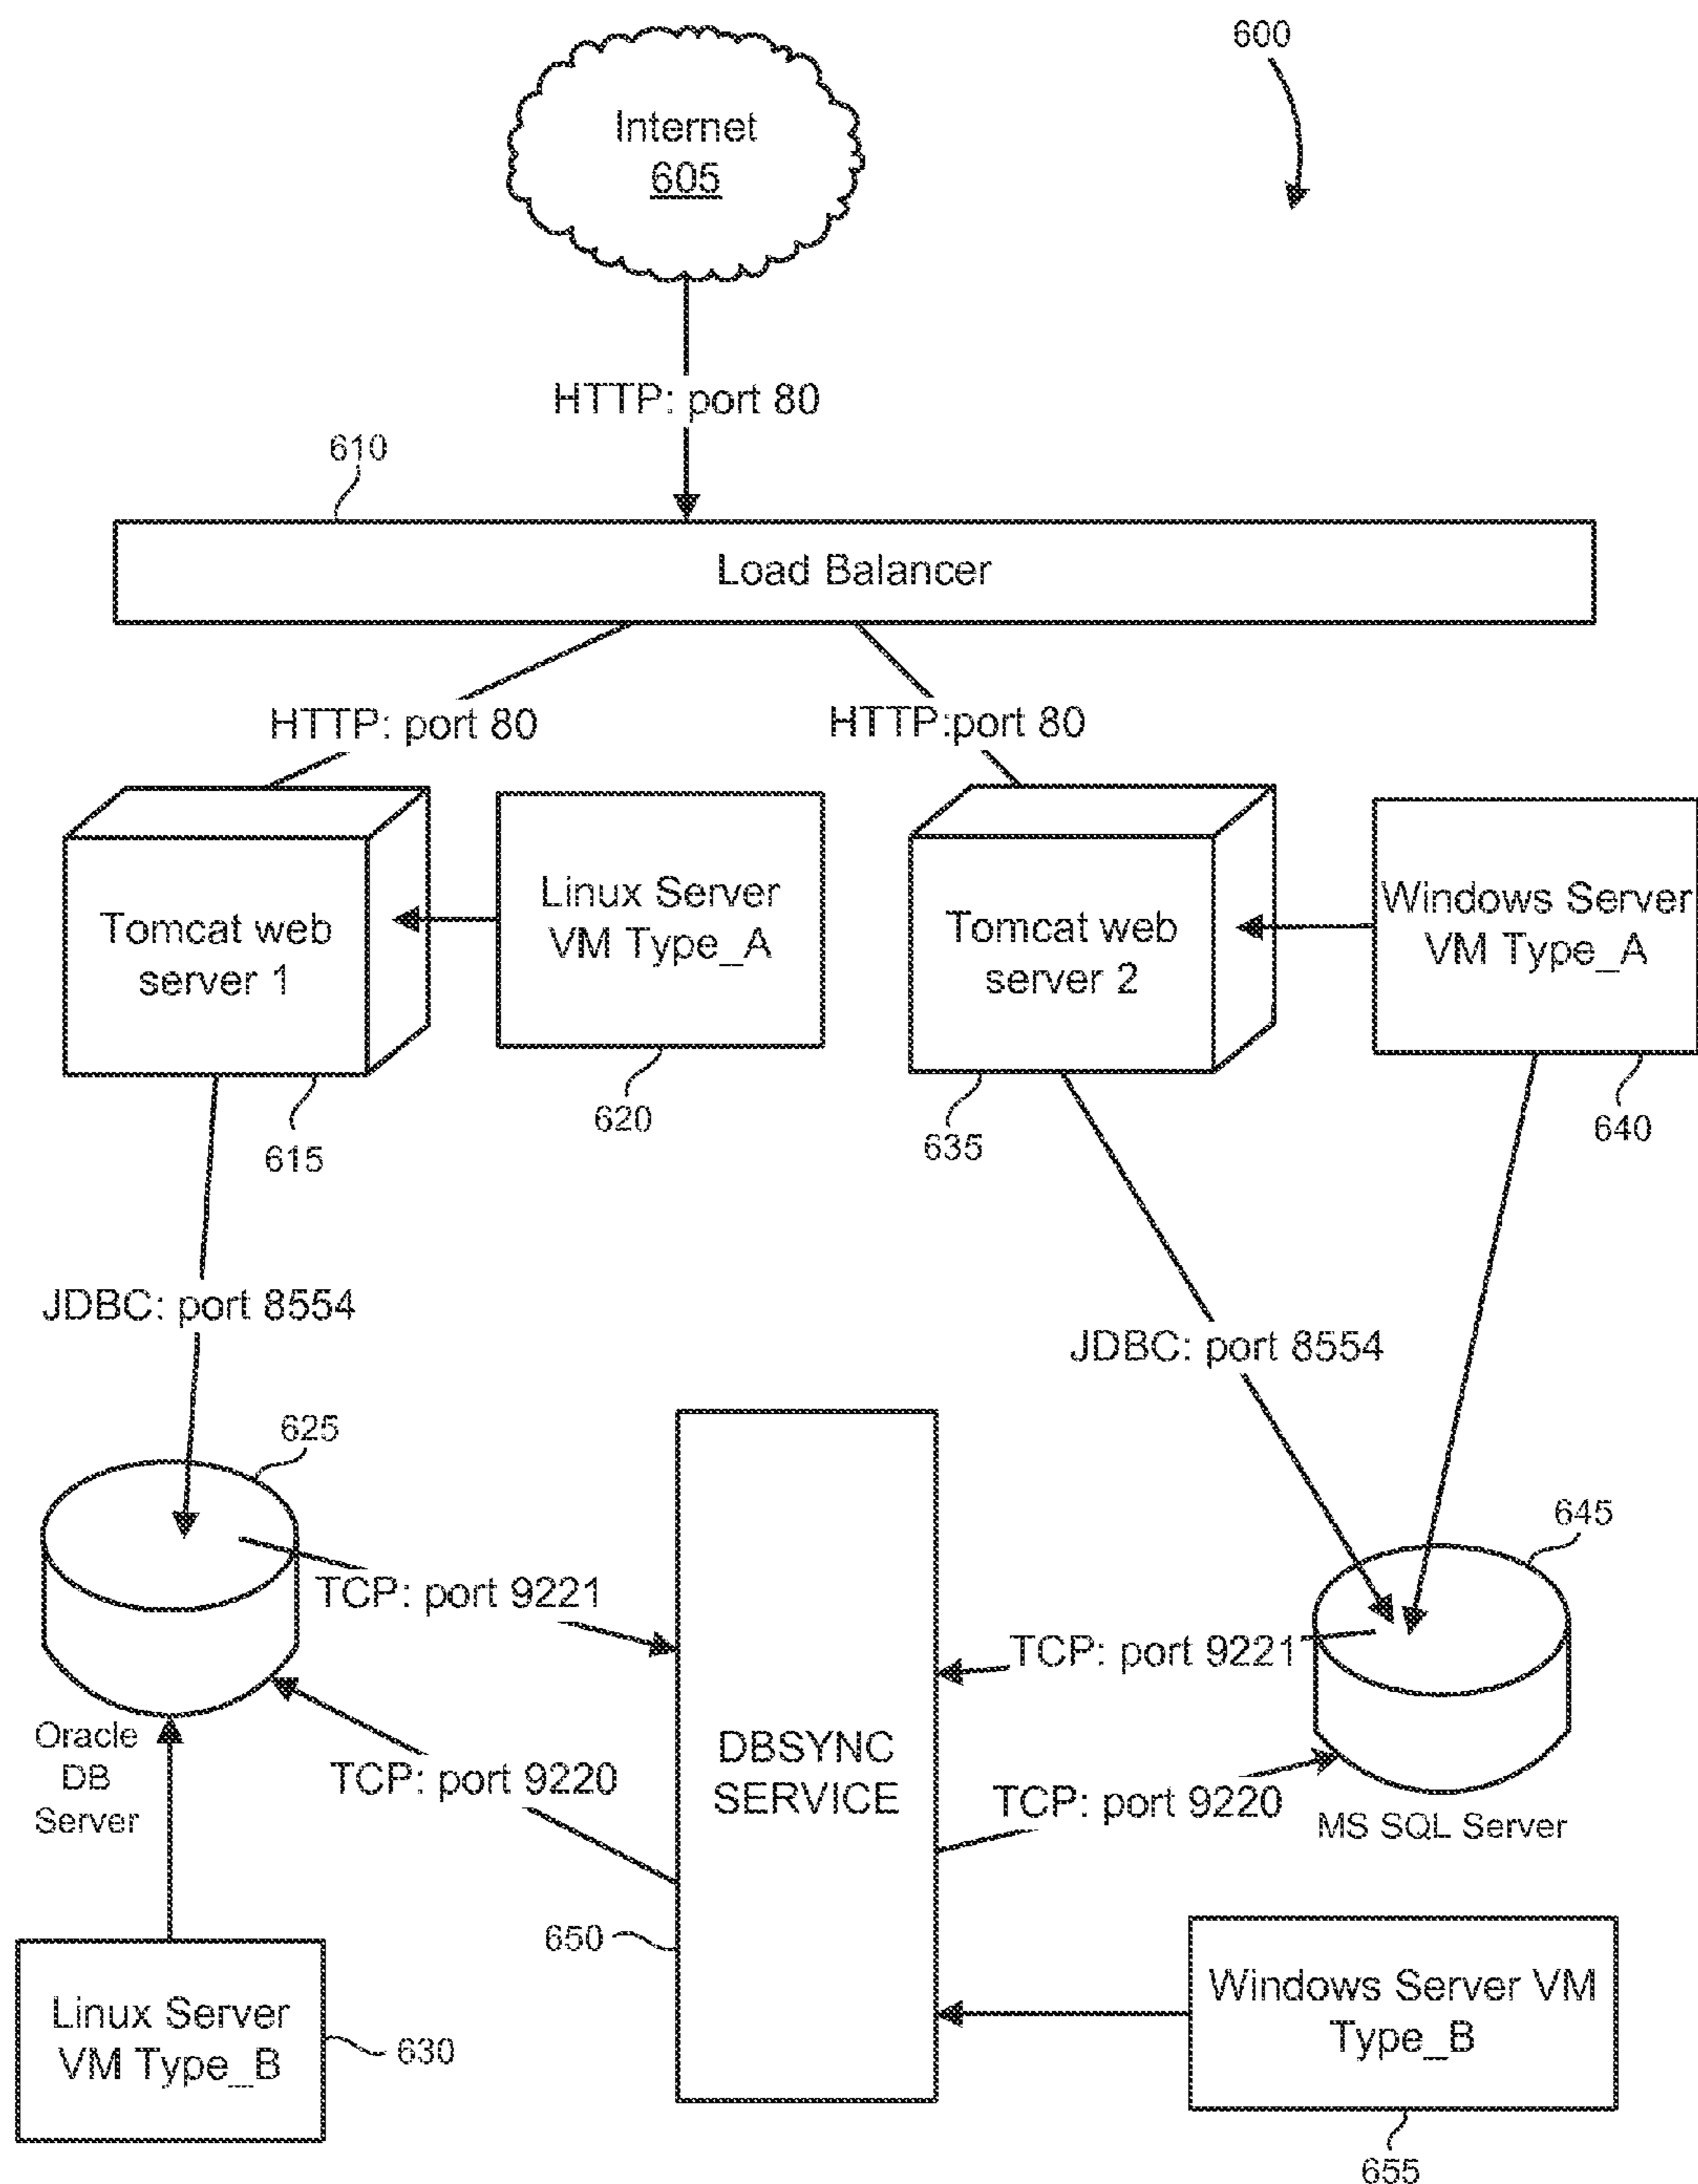 600
Internet
605
HTTP: port 80
610
Load Balancer
HTTP: port 80
HTTP:port 80
Tomcat web
server 1
Linux Server
VM Type_A
Tomcat web
server 2
Windows Server
VM Type_A
615
620
635
640
JDBC: port 8554
JDBC: port 8554
625
645
TCP: port 9221
TCP: port 9221
Oracle
DB
Server
TCP: port 9220
DBSYNC
SERVICE
TCP: port 9220
MS SQL Server
650
Linux Server
VM Type_B
630
Windows Server VM
Type_B
655